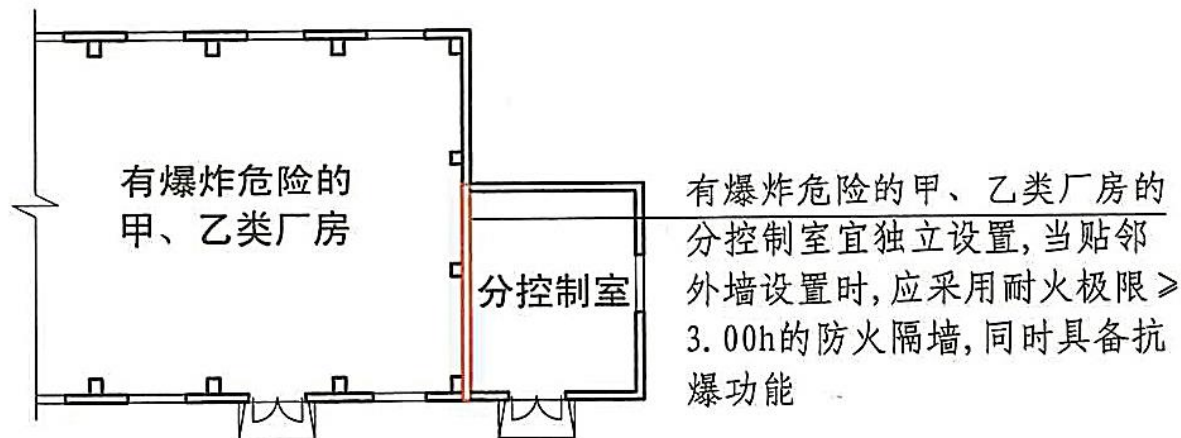 有爆炸危险的
甲、乙类厂房
分控制室
有爆炸危险的甲、乙类厂房的
分控制室宜独立设置,当贴邻
外墙设置时,应采用耐火极限≥
3.00h的防火隔墙,同时具备抗
爆功能